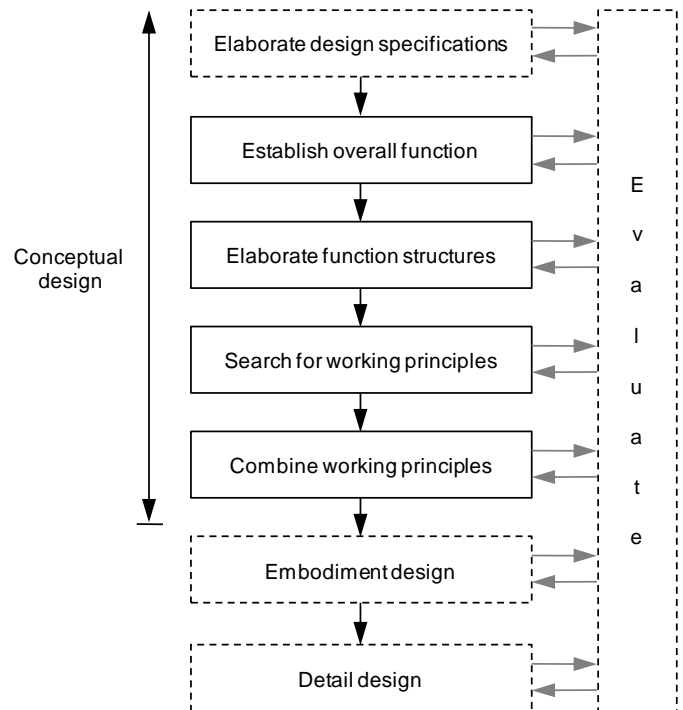 Elaborate design specifications
Establish overall function
Elaborate function structures
Conceptual
design
Search for working principles
Combine working principles
Embodiment design
Detail design
E
v
a
l
u
a
t
e